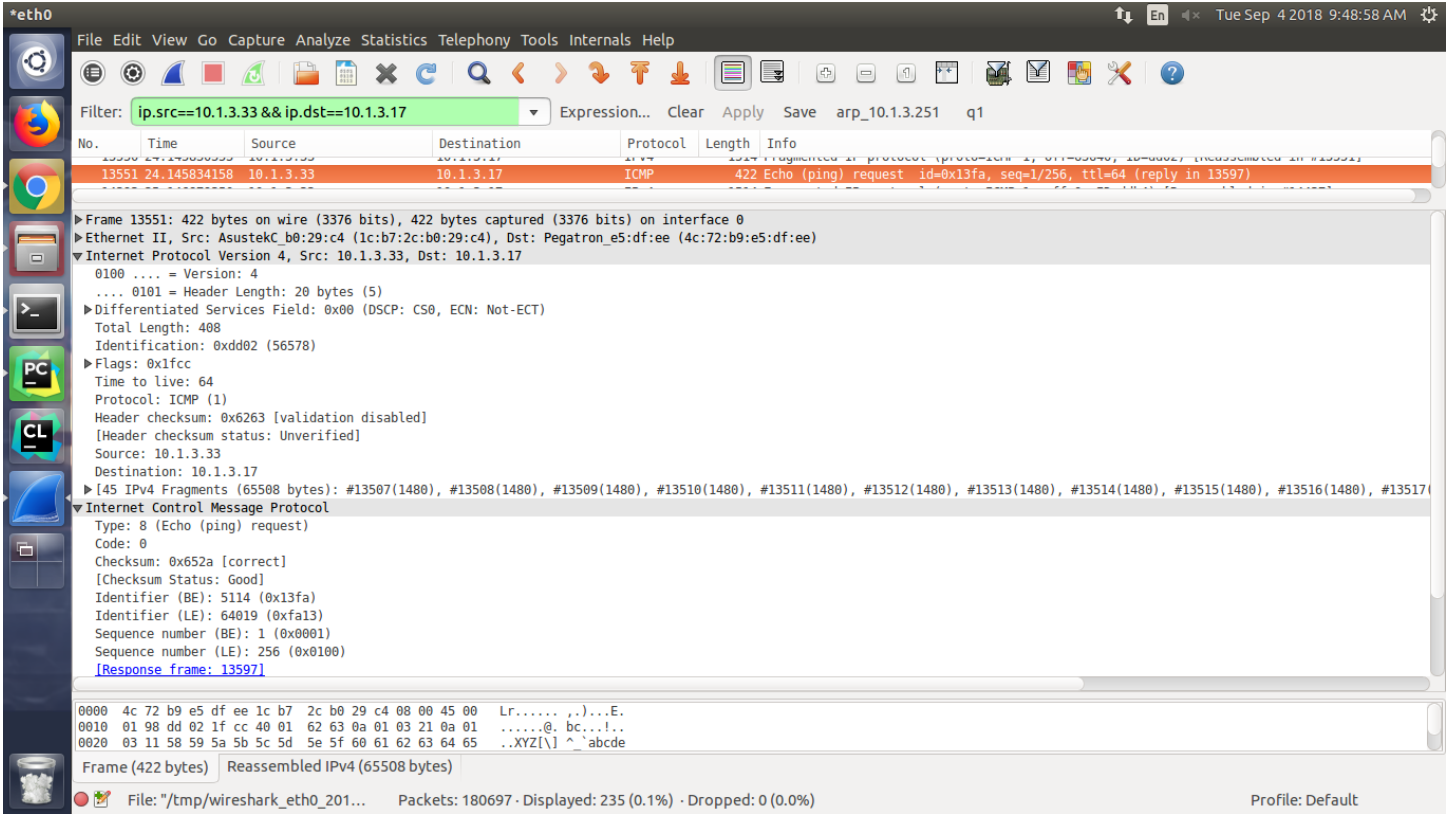 *eth0
En
Tue Sep 4 2018 9:48:58 AM
File Edit View Go Capture Analyze Statistics Telephony Tools Internals Help
Filter: ip.src==10.1.3.33 && ip.dst==10.1.3.17 Expression... Clear Apply Save arp_10.1.3.251 q1
No. Time Source Destination Protocol Length Info
13551 24.145834158 10.1.3.33 10.1.3.17 ICMP 422 Echo (ping) request id=0x13fa, seq=1/256, ttl=64 (reply in 13597)
Frame 13551: 422 bytes on wire (3376 bits), 422 bytes captured (3376 bits) on interface 0
Ethernet II, Src: AsustekC_b0:29:c4 (1c:b7:2c:b0:29:c4), Dst: Pegatron_e5:df:ee (4c:72:b9:e5:df:ee)
Internet Protocol Version 4, Src: 10.1.3.33, Dst: 10.1.3.17
0100 .... = Version: 4
.... 0101 = Header Length: 20 bytes (5)
Differentiated Services Field: 0x00 (DSCP: CS0, ECN: Not-ECT)
Total Length: 408
Identification: 0xdd02 (56578)
Flags: 0x1fcc
Time to live: 64
Protocol: ICMP (1)
Header checksum: 0x6263 [validation disabled]
[Header checksum status: Unverified]
Source: 10.1.3.33
Destination: 10.1.3.17
[45 IPv4 Fragments (65508 bytes): #13507(1480), #13508(1480), #13509(1480), #13510(1480), #13511(1480), #13512(1480), #13513(1480), #13514(1480), #13515(1480), #13516(1480), #13517(
Internet Control Message Protocol
Type: 8 (Echo (ping) request)
Code: 0
Checksum: 0x652a [correct]
[Checksum Status: Good]
Identifier (BE): 5114 (0x13fa)
Identifier (LE): 64019 (0xfa13)
Sequence number (BE): 1 (0x0001)
Sequence number (LE): 256 (0x0100)
[Response frame: 13597]
0000 4c 72 b9 e5 df ee 1c b7 2c b0 29 c4 08 00 45 00 Lr...... ,.)...E.
0010 01 98 dd 02 1f cc 40 01 62 63 0a 01 03 21 0a 01 ......@. bc...!..
0020 03 11 58 59 5a 5b 5c 5d 5e 5f 60 61 62 63 64 65 ..XYZ[\] ^_`abcde
Frame (422 bytes) Reassembled IPv4 (65508 bytes)
File: "/tmp/wireshark_eth0_201... Packets: 180697 · Displayed: 235 (0.1%) · Dropped: 0 (0.0%) Profile: Default
PC
CL